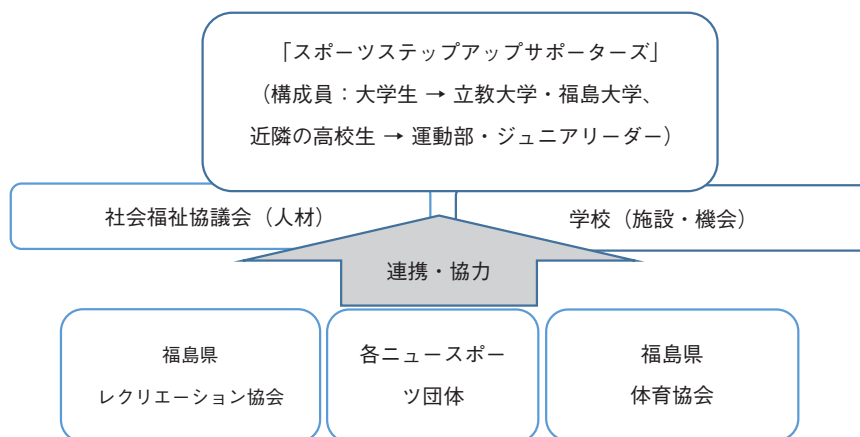 「スポーツステップアップサポーターズ」
（構成員：大学生 → 立教大学・福島大学、
近隣の高校生 → 運動部・ジュニアリーダー）
社会福祉協議会（人材）
学校（施設・機会）
連携・協力
福島県
レクリエーション協会
各ニュースポー
ツ団体
福島県
体育協会